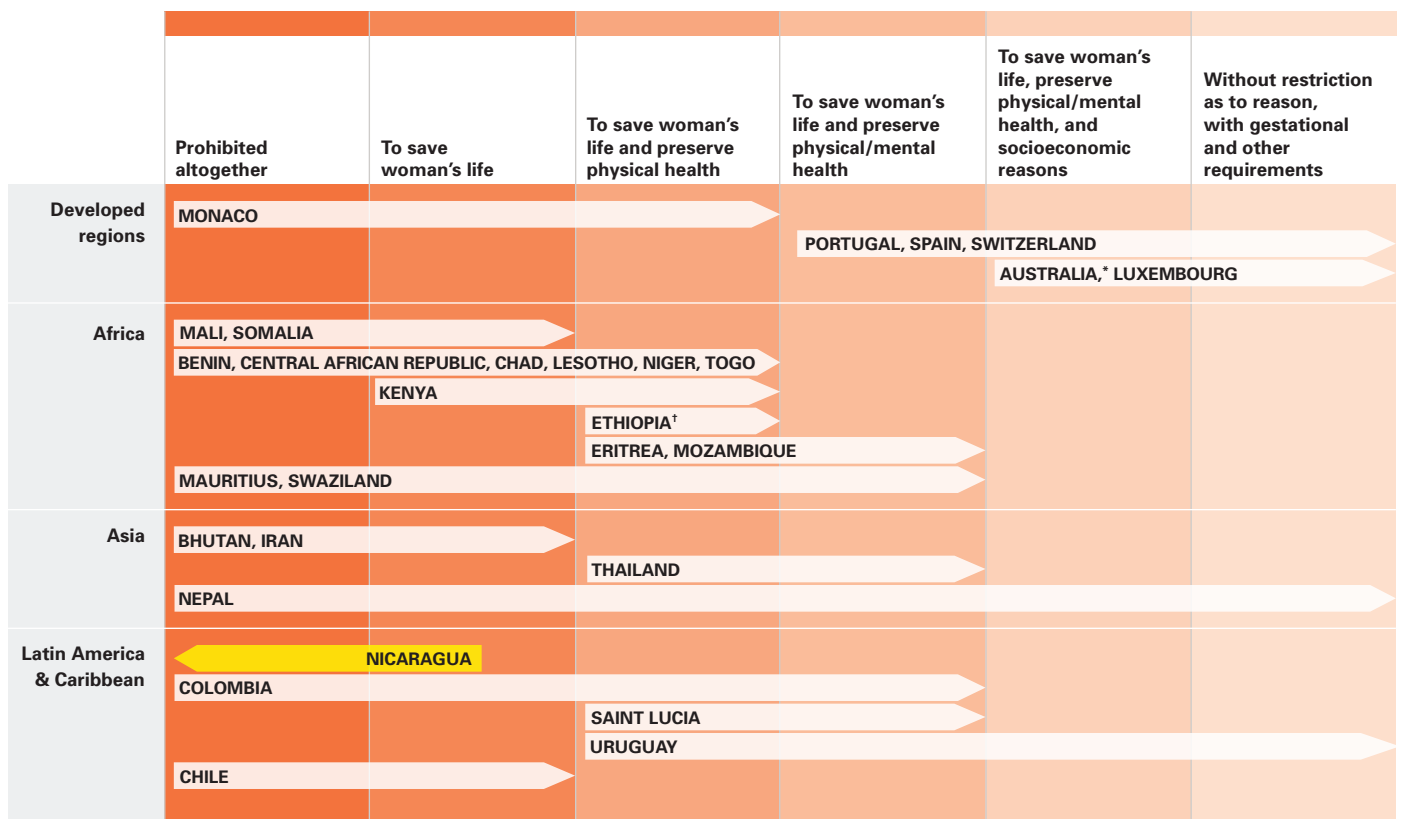 Prohibited
altogether
To save
woman's life
To save woman's
life and preserve
physical health
To save woman's
life and preserve
physical/mental
health
To save woman's
life, preserve
physical/mental
health, and
socioeconomic
reasons
Without restriction
as to reason,
with gestational
and other
requirements
Developed
regions
MONACO
PORTUGAL, SPAIN, SWITZERLAND
AUSTRALIA,* LUXEMBOURG
Africa
MALI, SOMALIA
BENIN, CENTRAL AFRICAN REPUBLIC, CHAD, LESOTHO, NIGER, TOGO
KENYA
ETHIOPIA†
ERITREA, MOZAMBIQUE
MAURITIUS, SWAZILAND
Asia
BHUTAN, IRAN
THAILAND
NEPAL
Latin America
& Caribbean
NICARAGUA
COLOMBIA
SAINT LUCIA
URUGUAY
CHILE